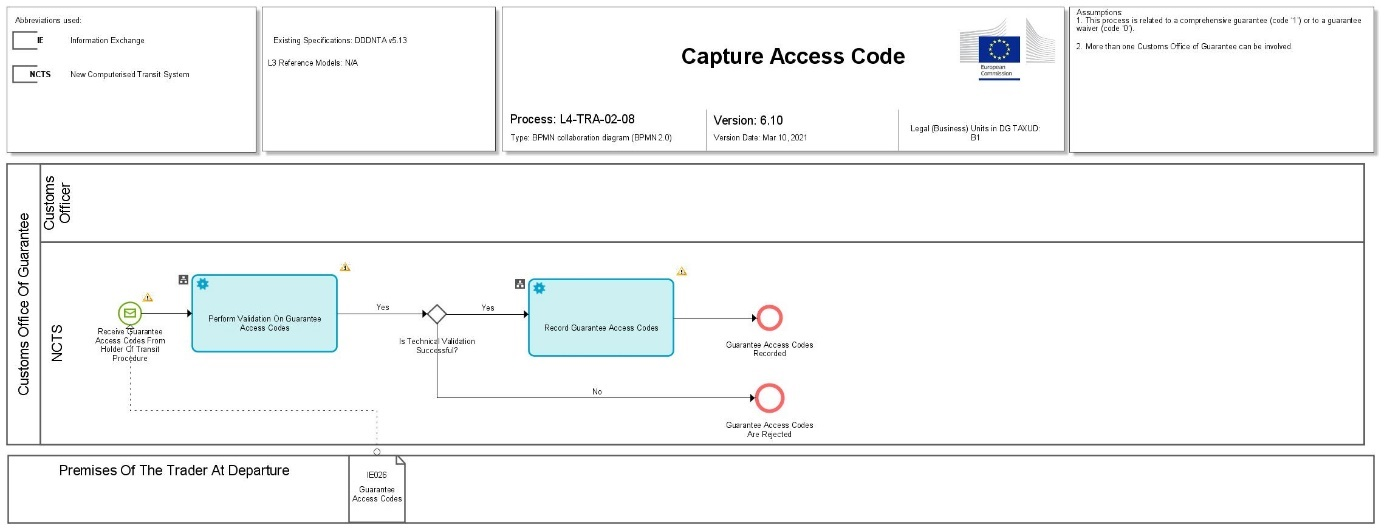 Abbreviations used:
IE
Information Exchange
NCTS
New Computerised Transit System
Existing Specifications: DDDNTA v5.13
L3 Reference Models: N/A
Capture Access Code
European
Commission
Process: L4-TRA-02-08
Type: BPMN collaboration diagram (BPMN 2.0)
Version: 6.10
Version Date: Mar 10, 2021
Legal (Business) Units in DG TAXUD:
B1
Assumptions:
1. This process is related to a comprehensive guarantee (code '1') or to a guarantee
waiver (code '0').
2. More than one Customs Office of Guarantee can be involved
Customs Office Of Guarantee
Customs
Officer
NCTS
Receive Guarantee
Access Codes From
Holder Of Transit
Procedure
Perform Validation On Guarantee
Access Codes
Yes
Is Technical Validation
Successful?
Yes
Record Guarantee Access Codes
Guarantee Access Codes
Recorded
No
Guarantee Access Codes
Are Rejected
Premises Of The Trader At Departure
IE026
Guarantee
Access Codes